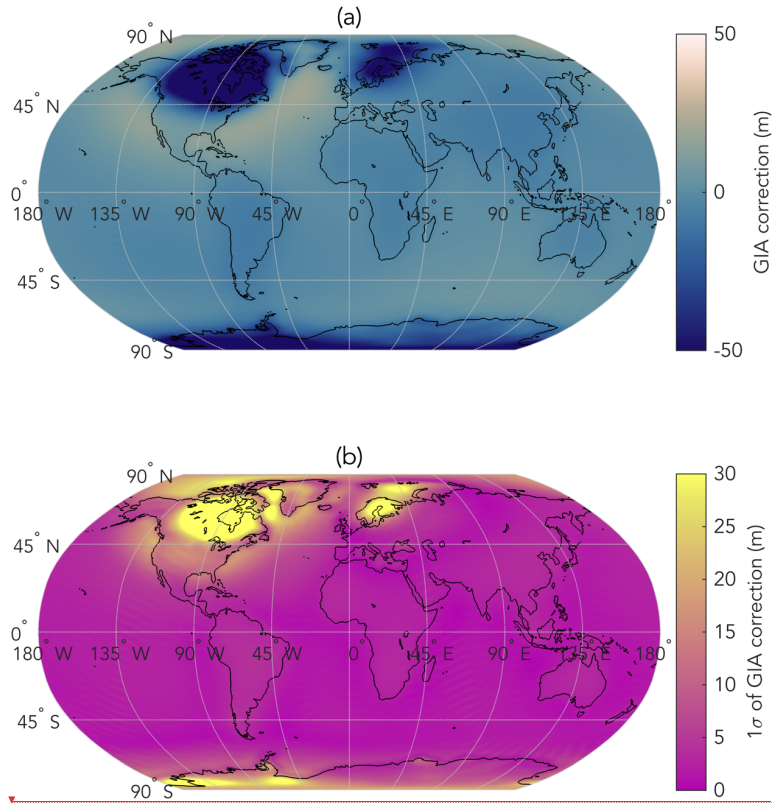 (a)
90° N
45° N
0°
180° W
135° W
90° W
45° W
0°
45° E
90° E
135° E
180°
45° S
90° S
50
0
-50
GIA correction (m)
(b)
90° N
45° N
0°
180° W
135° W
90° W
45° W
0°
45° E
90° E
135° E
180°
45° S
90° S
30
25
20
15
10
5
0
1σ of GIA correction (m)